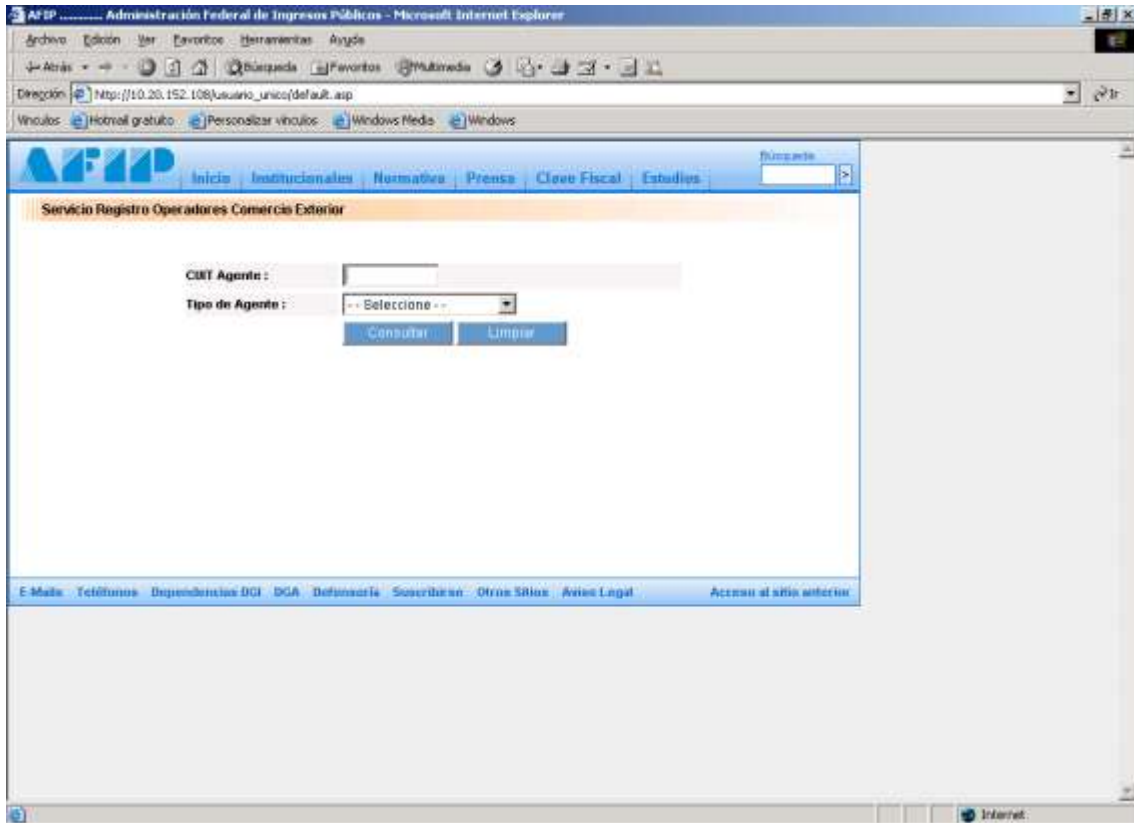 AFIP ............ Administración Federal de Ingresos Públicos - Microsoft Internet Explorer
Archivo Edición Ver Favoritos Herramientas Ayuda
Atrás Búsqueda Favoritos Multimedia
Dirección http://10.20.152.108/usuario_unico/default.asp Ir
Vínculos Hotmail gratuito Personalizar vínculos Windows Media Windows
Búsqueda
AFIP Inicio Institucionales Normativa Prensa Clave Fiscal Estudios >
Servicio Registro Operadores Comercio Exterior
CUIT Agente :
Tipo de Agente : - - Seleccione - -
Consultar Limpiar
E-Mails Teléfonos Dependencias DGI DGA Defensoría Suscribirse Otros Sitios Aviso Legal Acceso al sitio anterior
Internet